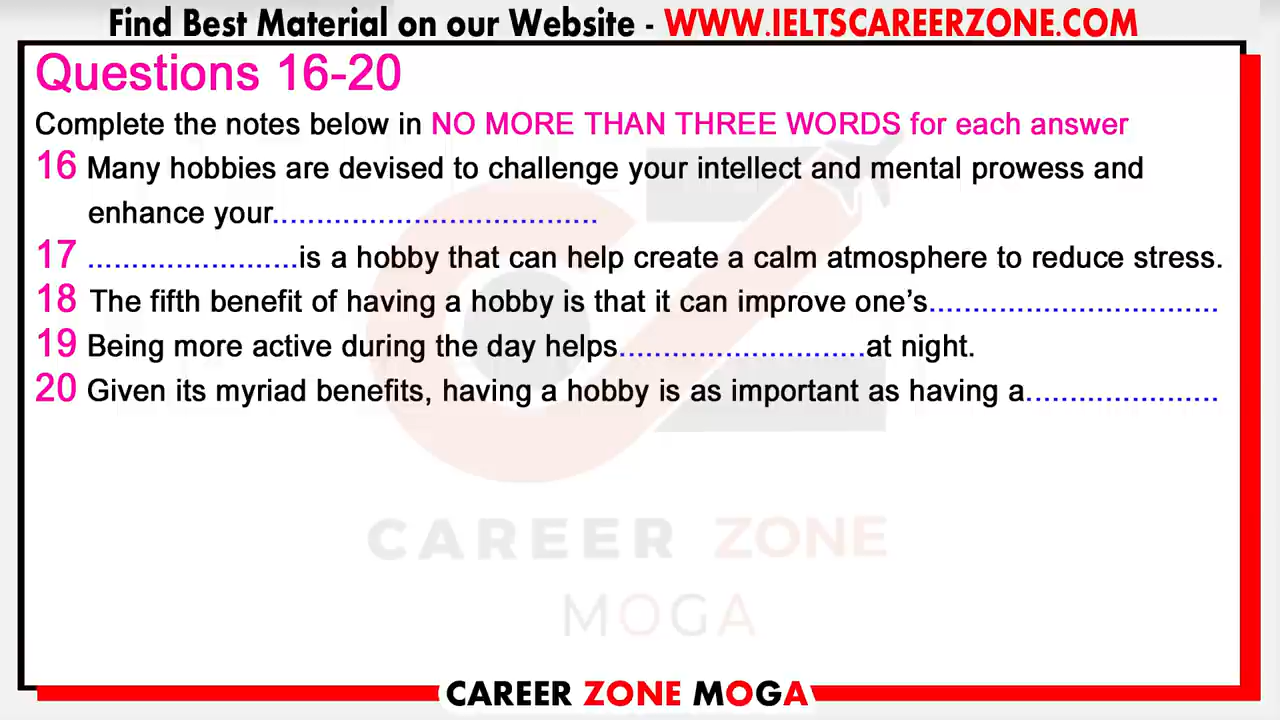 Find Best Material on our Website - WWW.IELTSCAREERZONE.COM
Questions 16-20
Complete the notes below in NO MORE THAN THREE WORDS for each answer
16 Many hobbies are devised to challenge your intellect and mental prowess and
enhance your....................................
17 ........................is a hobby that can help create a calm atmosphere to reduce stress.
18 The fifth benefit of having a hobby is that it can improve one's................................
19 Being more active during the day helps...........................at night.
20 Given its myriad benefits, having a hobby is as important as having a.....................
CAREER ZONE
MOGA
CAREER ZONE MOGA